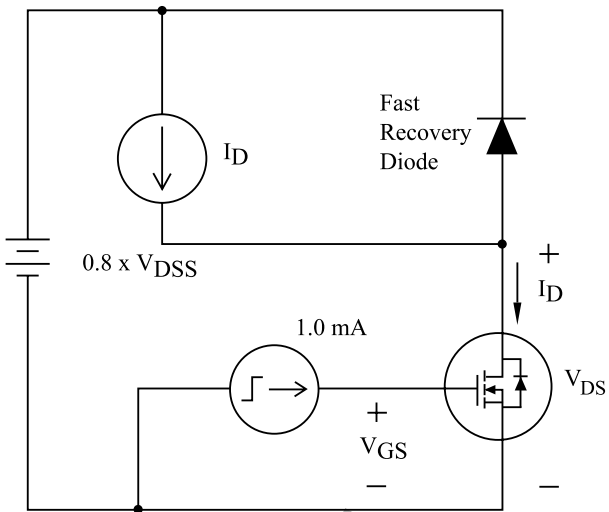 Fast
Recovery
Diode
I_D
0.8 x V_DSS
+
I_D
1.0 mA
V_DS
+
V_GS
−
−